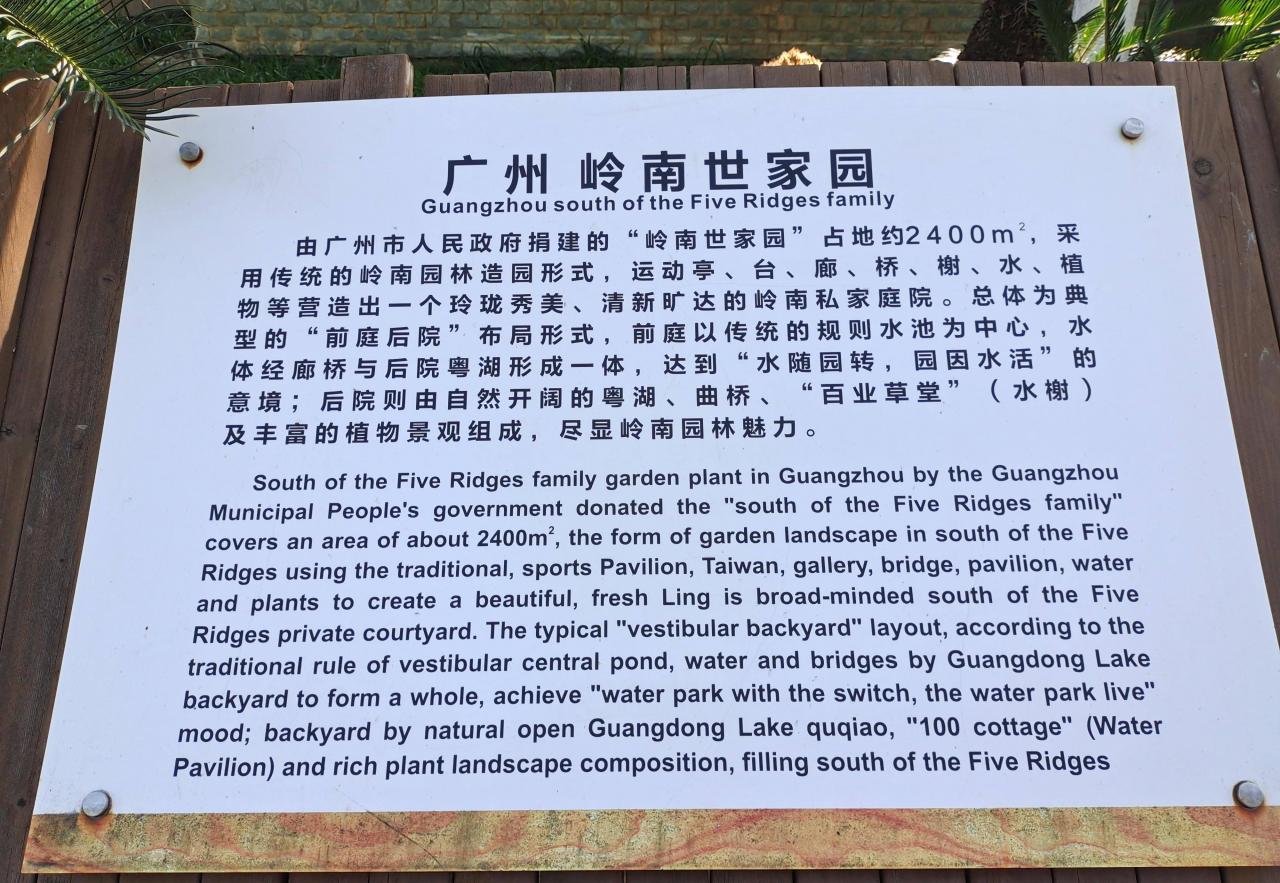 广州 岭南世家园
Guangzhou south of the Five Ridges family
由广州市人民政府捐建的“岭南世家园”占地约2400m²，采
用传统的岭南园林造园形式，运动亭、台、廊、桥、榭、水、植
物等营造出一个玲珑秀美、清新旷达的岭南私家庭院。总体为典
型的“前庭后院”布局形式，前庭以传统的规则水池为中心，水
体经廊桥与后院粤湖形成一体，达到“水随园转，园因水活”的
意境；后院则由自然开阔的粤湖、曲桥、“百业草堂”（水榭）
及丰富的植物景观组成，尽显岭南园林魅力。
South of the Five Ridges family garden plant in Guangzhou by the Guangzhou
Municipal People's government donated the "south of the Five Ridges family"
covers an area of about 2400m², the form of garden landscape in south of the Five
Ridges using the traditional, sports Pavilion, Taiwan, gallery, bridge, pavilion, water
and plants to create a beautiful, fresh Ling is broad-minded south of the Five
Ridges private courtyard. The typical "vestibular backyard" layout, according to the
traditional rule of vestibular central pond, water and bridges by Guangdong Lake
backyard to form a whole, achieve "water park with the switch, the water park live"
mood; backyard by natural open Guangdong Lake quqiao, "100 cottage" (Water
Pavilion) and rich plant landscape composition, filling south of the Five Ridges